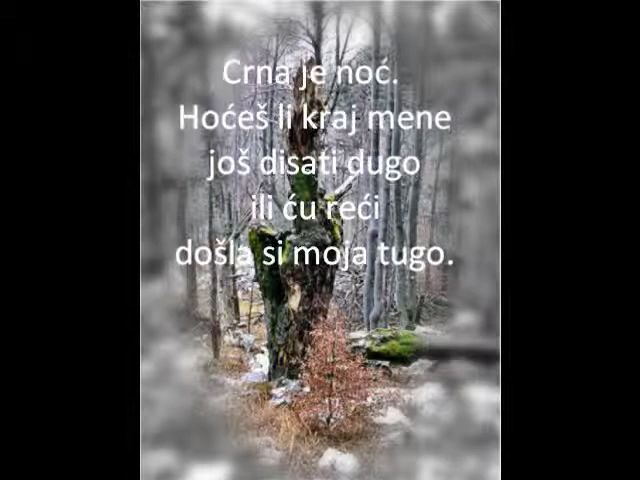 Crna je noć.
Hoćeš li kraj mene
još disati dugo
ili ću reći
došla si moja tugo.